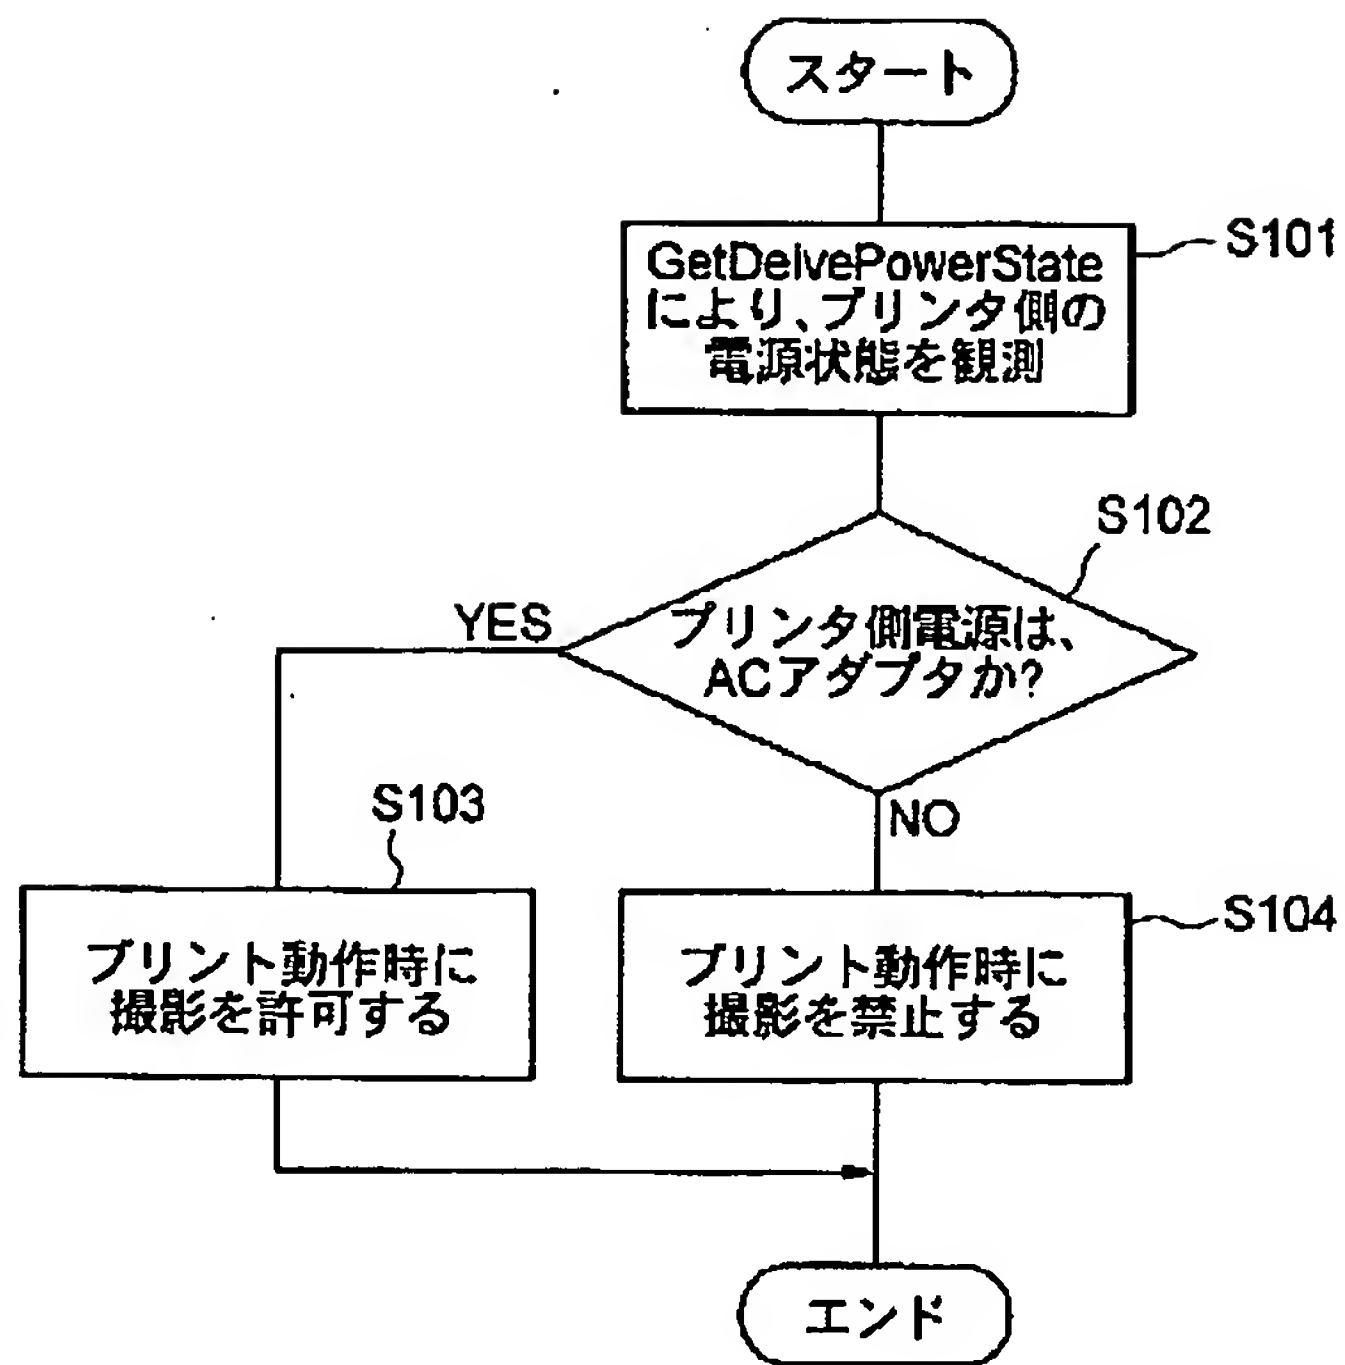 スタート
S101
GetDeivePowerState
により、プリンタ側の
電源状態を観測
S102
YES
プリンタ側電源は、
ACアダプタか?
S103
NO
S104
プリント動作時に
撮影を許可する
プリント動作時に
撮影を禁止する
エンド